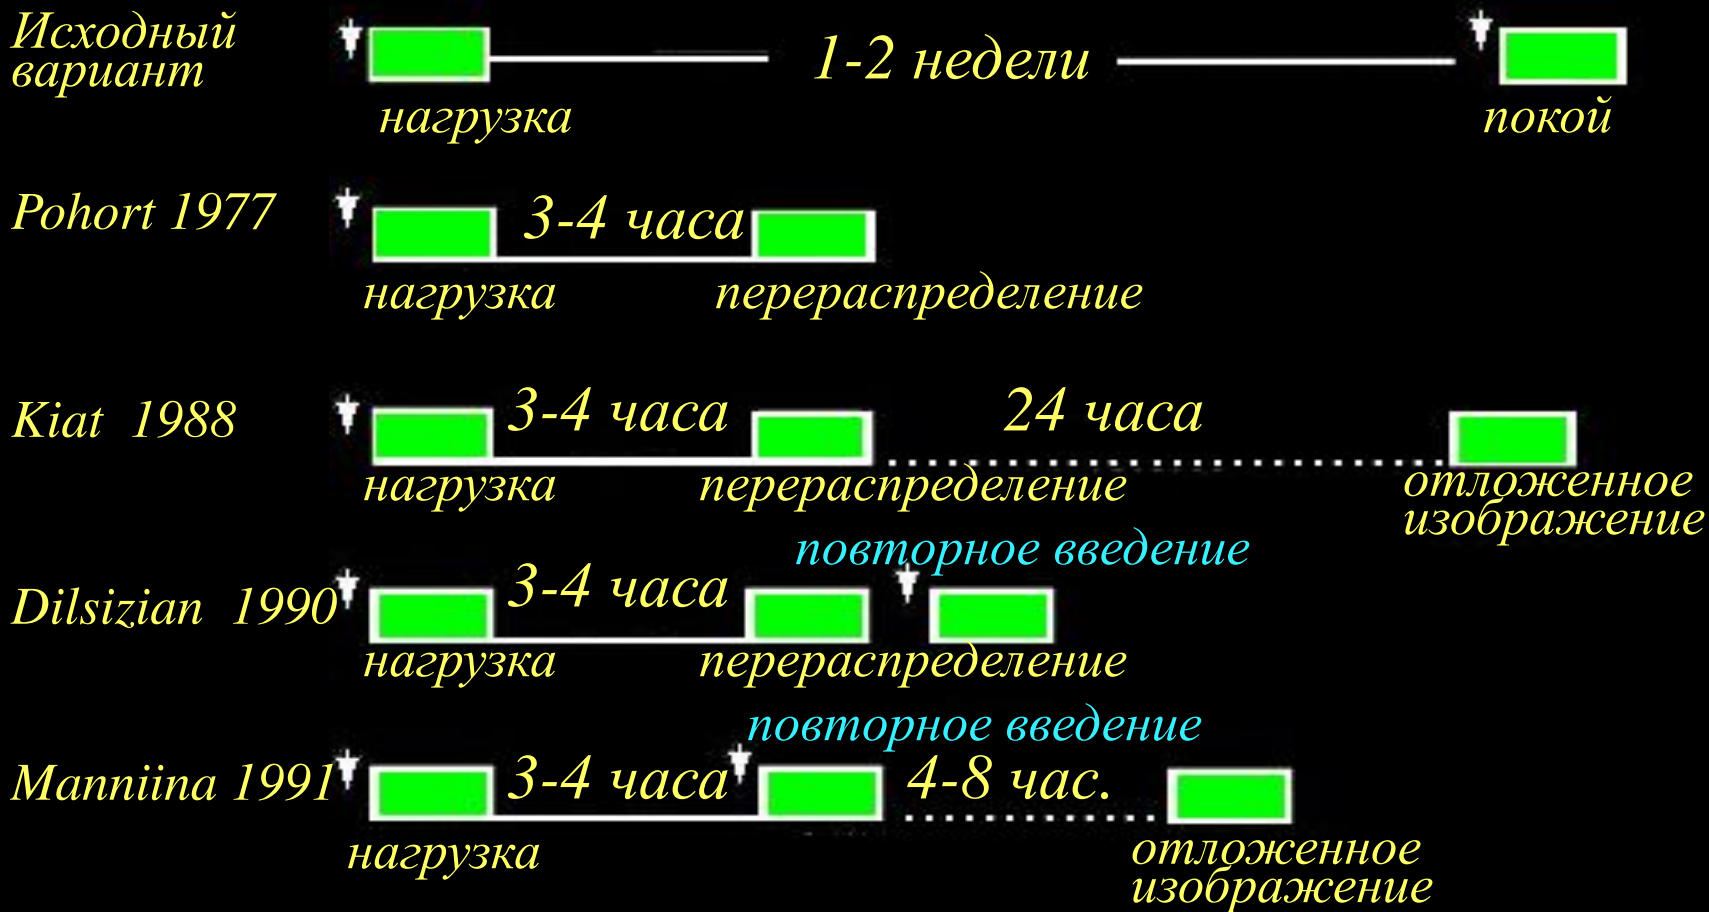 Исходный
вариант
1-2 недели
нагрузка
покой
Pohort 1977
3-4 часа
нагрузка
перераспределение
Kiat 1988
3-4 часа
24 часа
нагрузка
перераспределение
отложенное
изображение
повторное введение
Dilsizian 1990
3-4 часа
нагрузка
перераспределение
повторное введение
Manniina 1991
3-4 часа
4-8 час.
нагрузка
отложенное
изображение